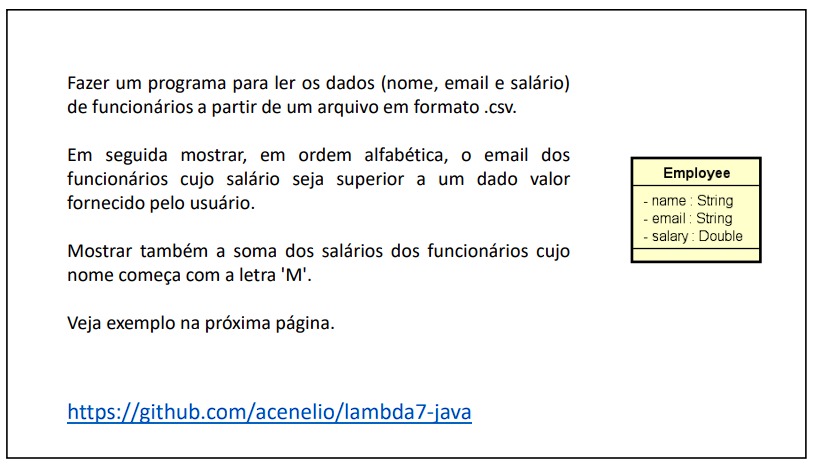 Fazer um programa para ler os dados (nome, email e salário)
de funcionários a partir de um arquivo em formato .csv.
Em seguida mostrar, em ordem alfabética, o email dos
funcionários cujo salário seja superior a um dado valor
fornecido pelo usuário.
Mostrar também a soma dos salários dos funcionários cujo
nome começa com a letra 'M'.
Veja exemplo na próxima página.
https://github.com/acenelio/lambda7-java
Employee
- name : String
- email : String
- salary : Double